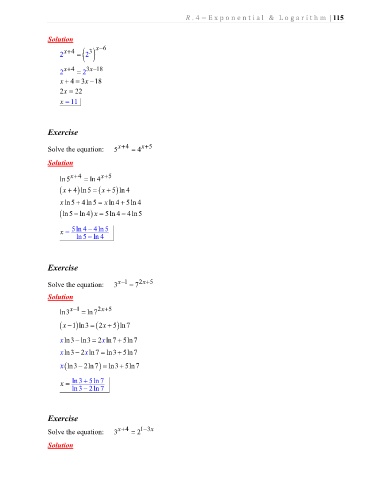 R.4 – Exponential & Logarithm | 115
Solution
2^(x+4) = (2^3)^(x−6)
2^(x+4) = 2^(3x−18)
x + 4 = 3x − 18
2x = 22
x = 11
Exercise
Solve the equation: 5^(x+4) = 4^(x+5)
Solution
ln 5^(x+4) = ln 4^(x+5)
(x + 4) ln 5 = (x + 5) ln 4
x ln 5 + 4 ln 5 = x ln 4 + 5 ln 4
(ln 5 − ln 4) x = 5 ln 4 − 4 ln 5
x = (5 ln 4 − 4 ln 5) / (ln 5 − ln 4)
Exercise
Solve the equation: 3^(x−1) = 7^(2x+5)
Solution
ln 3^(x−1) = ln 7^(2x+5)
(x − 1) ln 3 = (2x + 5) ln 7
x ln 3 − ln 3 = 2x ln 7 + 5 ln 7
x ln 3 − 2x ln 7 = ln 3 + 5 ln 7
x (ln 3 − 2 ln 7) = ln 3 + 5 ln 7
x = (ln 3 + 5 ln 7) / (ln 3 − 2 ln 7)
Exercise
Solve the equation: 3^(x+4) = 2^(1−3x)
Solution